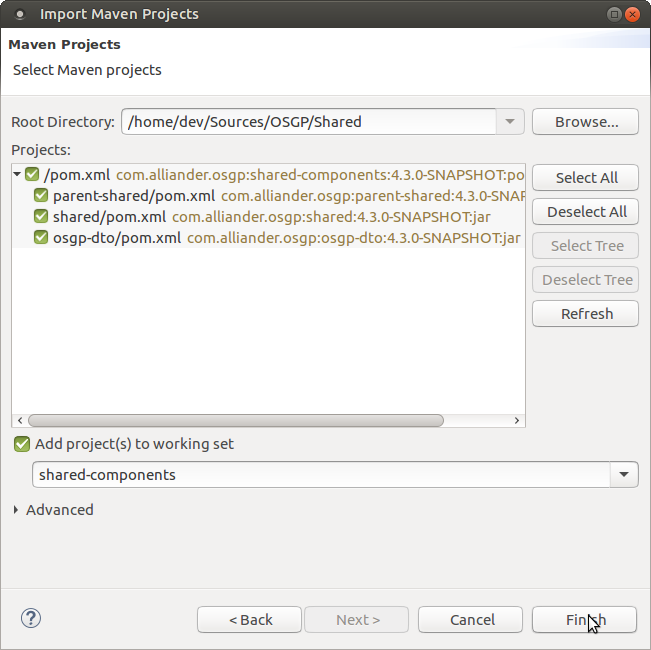 Import Maven Projects
Maven Projects
Select Maven projects
Root Directory: /home/dev/Sources/OSGP/Shared Browse...
Projects:
/pom.xml com.alliander.osgp:shared-components:4.3.0-SNAPSHOT:po
parent-shared/pom.xml com.alliander.osgp:parent-shared:4.3.0-SNAP
shared/pom.xml com.alliander.osgp:shared:4.3.0-SNAPSHOT:jar
osgp-dto/pom.xml com.alliander.osgp:osgp-dto:4.3.0-SNAPSHOT:jar
Select All
Deselect All
Select Tree
Deselect Tree
Refresh
Add project(s) to working set
shared-components
Advanced
? < Back Next > Cancel Finish